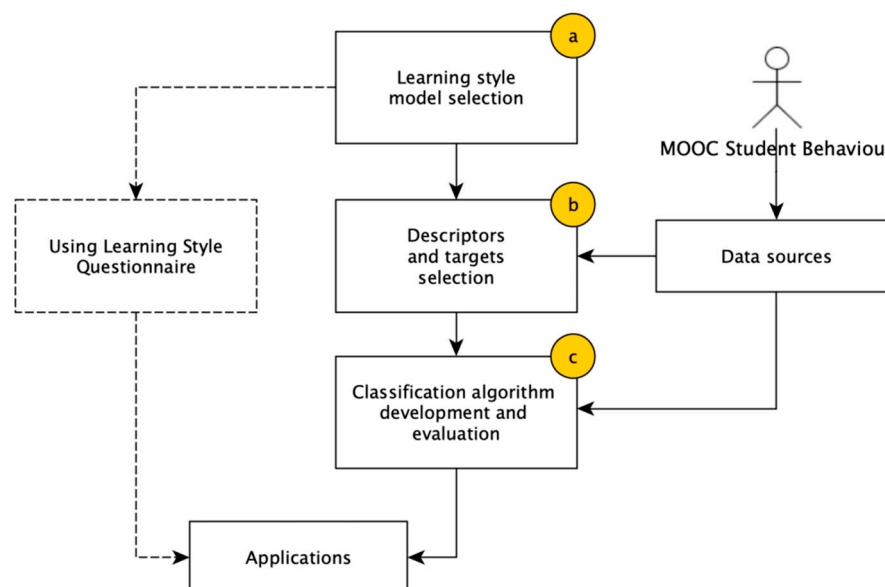 a
Learning style
model selection
MOOC Student Behaviou
b
Using Learning Style
Questionnaire
Descriptors
and targets
selection
Data sources
c
Classification algorithm
development and
evaluation
Applications